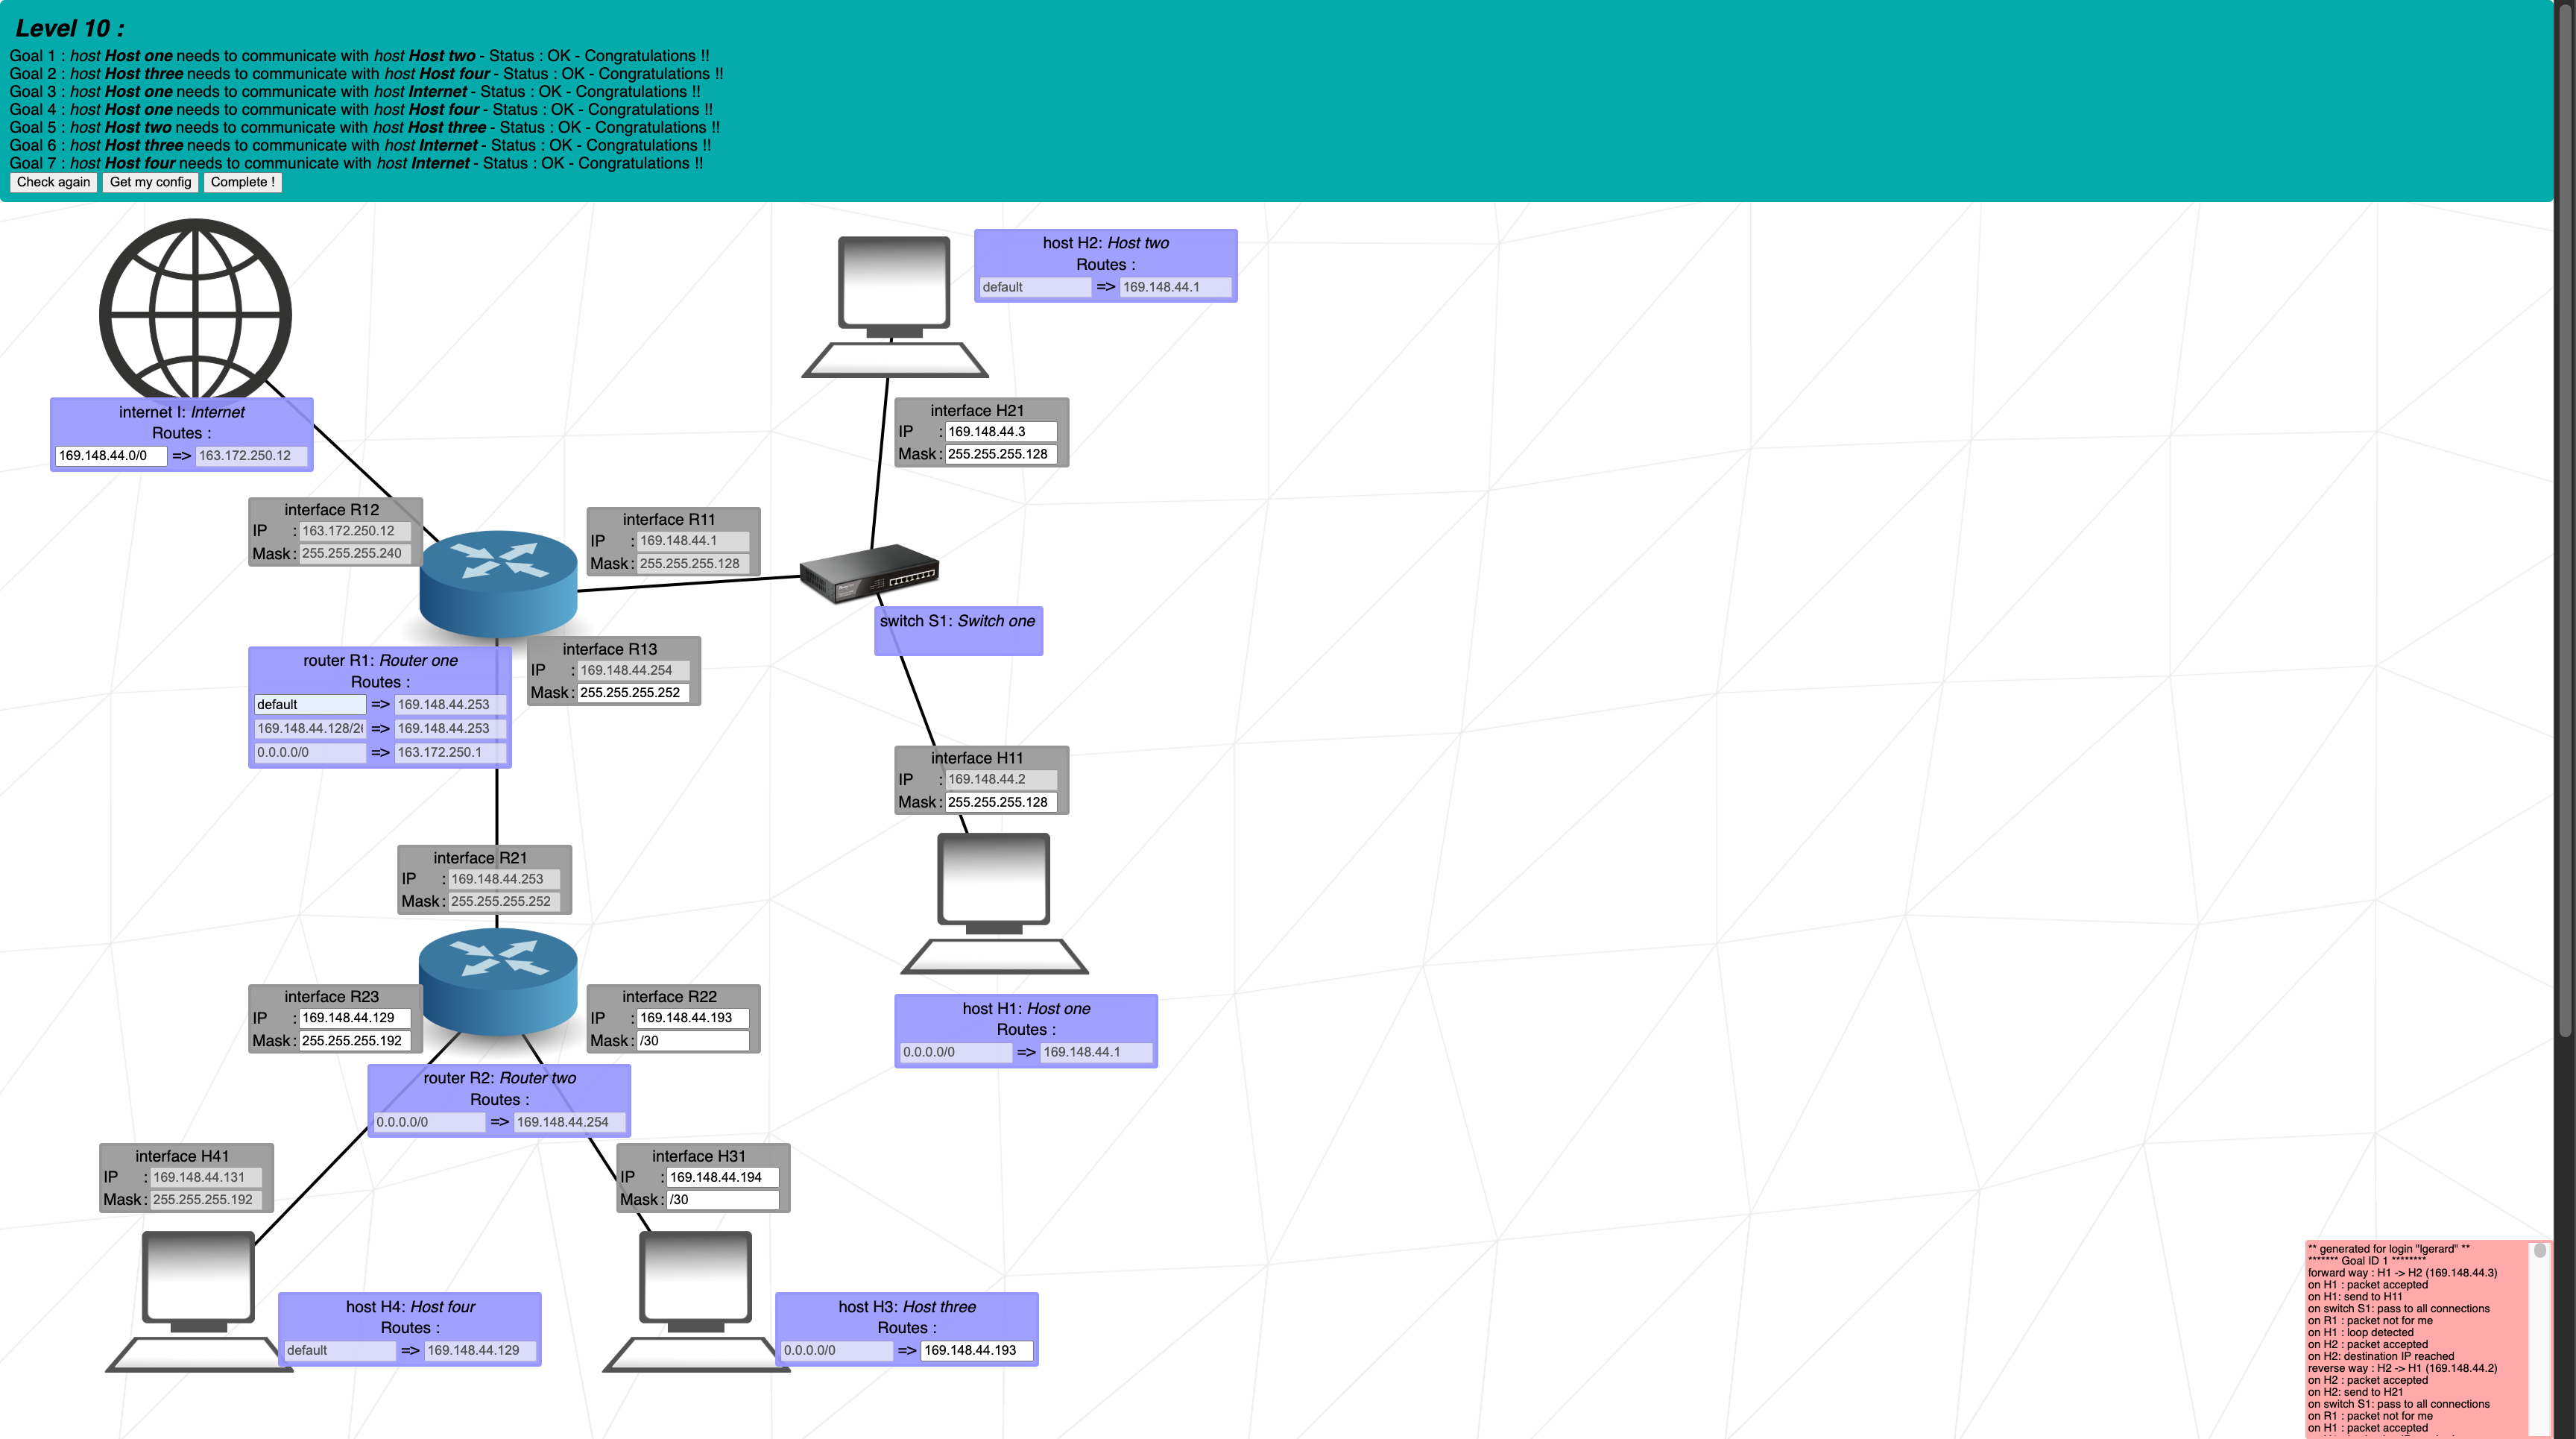 Level 10 :
Goal 1 : host Host one needs to communicate with host Host two - Status : OK - Congratulations !!
Goal 2 : host Host three needs to communicate with host Host four - Status : OK - Congratulations !!
Goal 3 : host Host one needs to communicate with host Internet - Status : OK - Congratulations !!
Goal 4 : host Host one needs to communicate with host Host four - Status : OK - Congratulations !!
Goal 5 : host Host two needs to communicate with host Host three - Status : OK - Congratulations !!
Goal 6 : host Host three needs to communicate with host Internet - Status : OK - Congratulations !!
Goal 7 : host Host four needs to communicate with host Internet - Status : OK - Congratulations !!
Check again Get my config Complete !
host H2: Host two
Routes :
default => 169.148.44.1
internet I: Internet
Routes :
169.148.44.0/0 => 163.172.250.12
interface H21
IP : 169.148.44.3
Mask : 255.255.255.128
interface R12
IP : 163.172.250.12
Mask : 255.255.255.240
interface R11
IP : 169.148.44.1
Mask : 255.255.255.128
switch S1: Switch one
interface R13
IP : 169.148.44.254
Mask : 255.255.255.252
router R1: Router one
Routes :
default => 169.148.44.253
169.148.44.128/2 => 169.148.44.253
0.0.0.0/0 => 163.172.250.1
interface H11
IP : 169.148.44.2
Mask : 255.255.255.128
interface R21
IP : 169.148.44.253
Mask : 255.255.255.252
interface R23
IP : 169.148.44.129
Mask : 255.255.255.192
interface R22
IP : 169.148.44.193
Mask : /30
host H1: Host one
Routes :
0.0.0.0/0 => 169.148.44.1
router R2: Router two
Routes :
0.0.0.0/0 => 169.148.44.254
interface H41
IP : 169.148.44.131
Mask : 255.255.255.192
interface H31
IP : 169.148.44.194
Mask : /30
host H4: Host four
Routes :
default => 169.148.44.129
host H3: Host three
Routes :
0.0.0.0/0 => 169.148.44.193
** generated for login "lgerard" **
******* Goal ID 1 ********
forward way : H1 -> H2 (169.148.44.3)
on H1 : packet accepted
on H1: send to H11
on switch S1: pass to all connections
on R1 : packet not for me
on H1 : loop detected
on H2 : packet accepted
on H2: destination IP reached
reverse way : H2 -> H1 (169.148.44.2)
on H2 : packet accepted
on H2: send to H21
on switch S1: pass to all connections
on R1 : packet not for me
on H1 : packet accepted